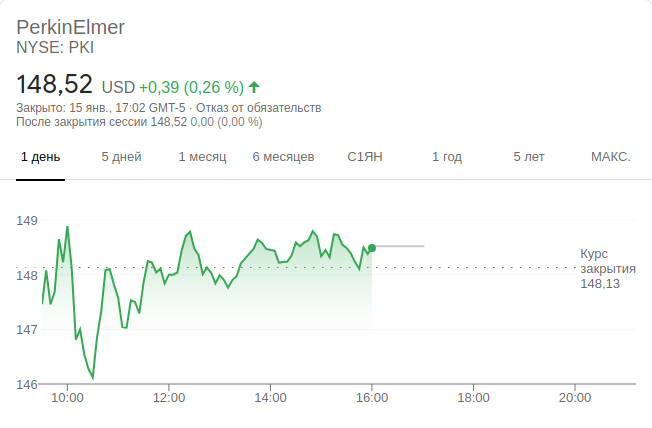 PerkinElmer
NYSE: PKI
148,52 USD +0,39 (0,26 %)
Закрыто: 15 янв., 17:02 GMT-5 · Отказ от обязательств
После закрытия сессии 148,52 0,00 (0,00 %)
1 день 5 дней 1 месяц 6 месяцев С1ЯН 1 год 5 лет МАКС.
149
Курс
148 закрытия
148,13
147
146
10:00 12:00 14:00 16:00 18:00 20:00